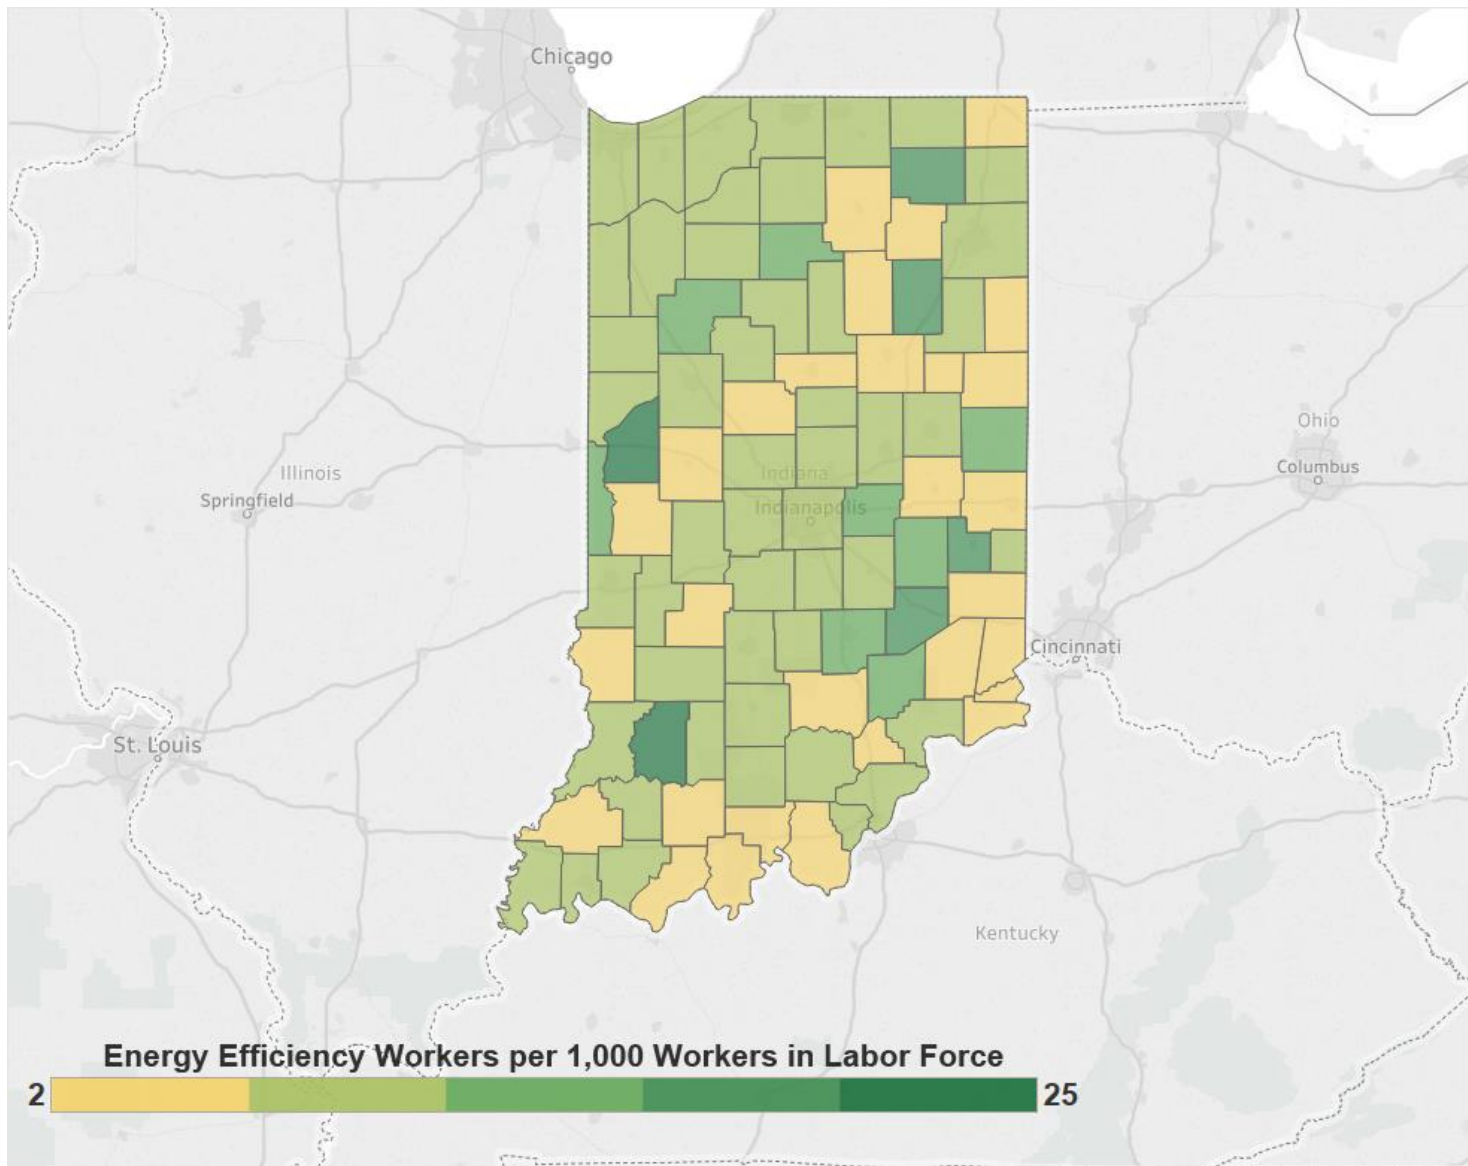 Chicago
Ohio
Columbus
Illinois
Indiana
Springfield
Indianapolis
Cincinnati
St. Louis
Kentucky
Energy Efficiency Workers per 1,000 Workers in Labor Force
2
25